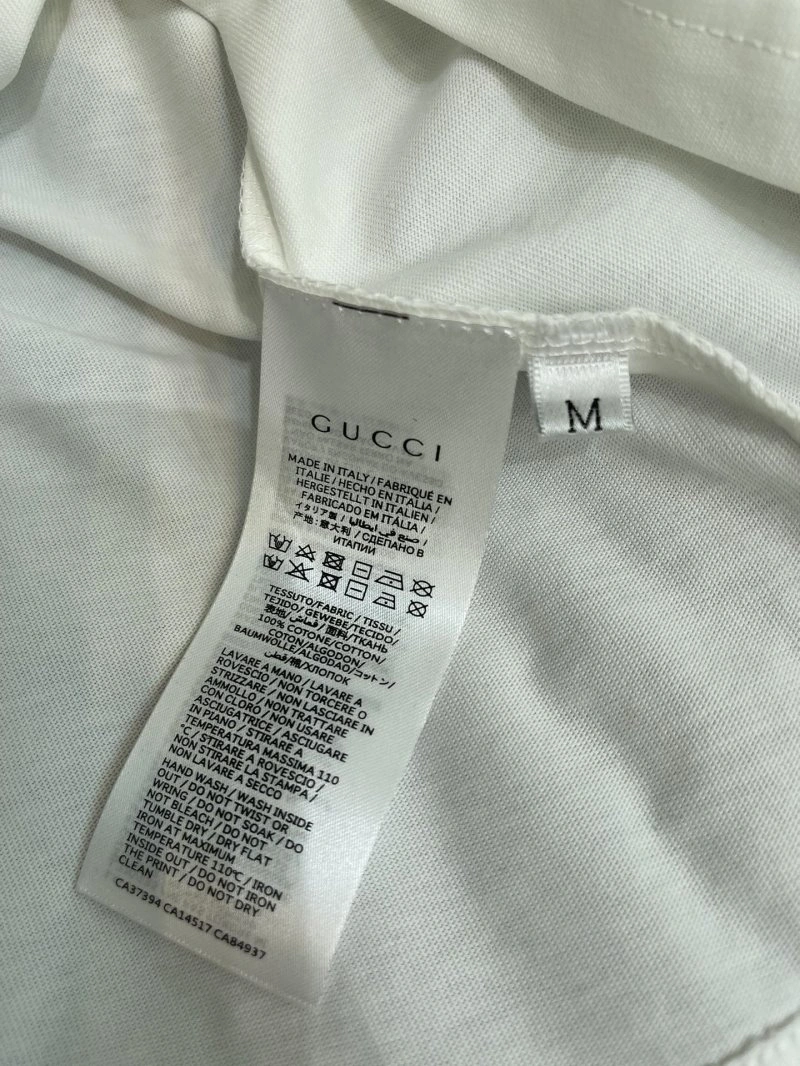 GUCCI
MADE IN ITALY / FABRIQUÉ EN
ITALIE / HECHO EN ITALIA /
HERGESTELLT IN ITALIEN /
FABRICADO EM ITÁLIA /
イタリア製 / صنع في ايطاليا /
产地：意大利 / СДЕЛАНО В
ИТАЛИИ
TESSUTO/FABRIC / TISSU /
TEJIDO/GEWEBE/TECIDO/
表地/قماش/面料/ТКАНЬ
100% COTONE/COTTON/
COTON/ALGODON/
BAUMWOLLE/ALGODAO/コットン/
قطن/棉/ХЛОПОК
LAVARE A MANO / LAVARE A
ROVESCIO / NON TORCERE O
STRIZZARE / NON LASCIARE IN
AMMOLLO / NON TRATTARE
CON CLORO / NON USARE
ASCIUGATRICE / ASCIUGARE
IN PIANO / STIRARE A
TEMPERATURA MASSIMA 110
°C / STIRARE A ROVESCIO /
NON STIRARE LA STAMPA /
NON LAVARE A SECCO
HAND WASH / WASH INSIDE
OUT / DO NOT TWIST OR
WRING / DO NOT SOAK / DO
NOT BLEACH / DO NOT
TUMBLE DRY / DRY FLAT
IRON AT MAXIMUM
TEMPERATURE 110℃ / IRON
INSIDE OUT / DO NOT IRON
THE PRINT / DO NOT DRY
CLEAN
CA37394 CA14517 CA84937
M